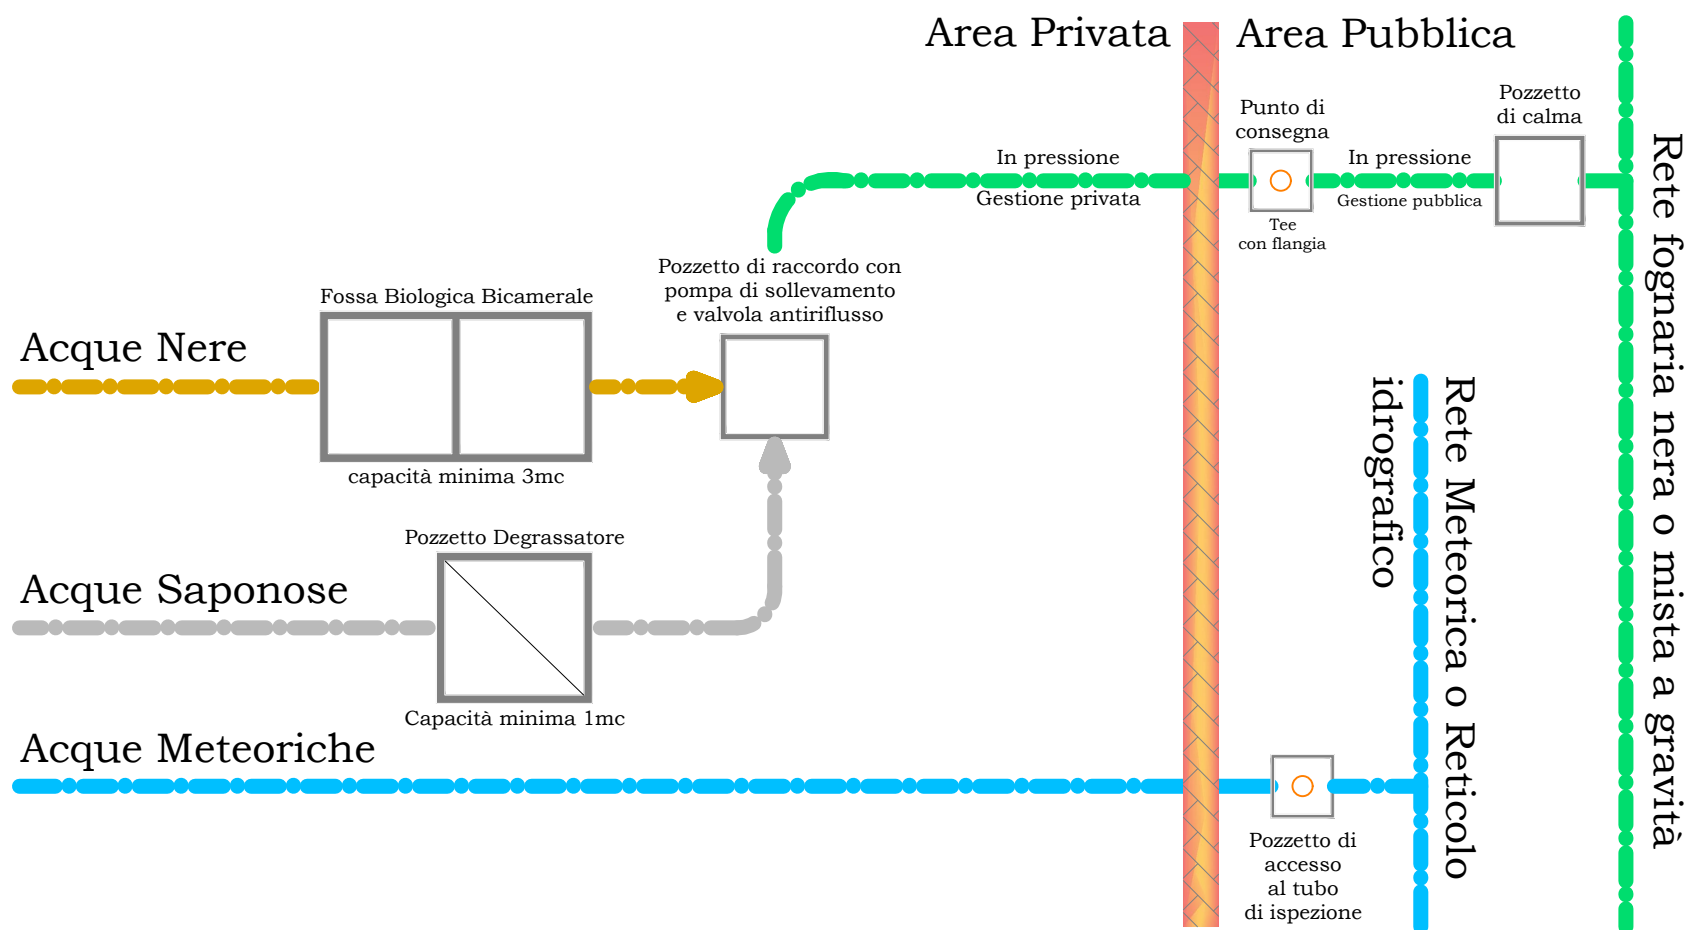 Area Privata
Area Pubblica
Pozzetto
di calma
Punto di
consegna
In pressione
Gestione privata
In pressione
Gestione pubblica
Tee
con flangia
Pozzetto di raccordo con
pompa di sollevamento
e valvola antiriflusso
Fossa Biologica Bicamerale
Acque Nere
capacità minima 3mc
Pozzetto Degrassatore
Acque Saponose
Capacità minima 1mc
Acque Meteoriche
Pozzetto di
accesso
al tubo
di ispezione
Rete Meteorica o Reticolo
idrografico
Rete fognaria nera o mista a gravità